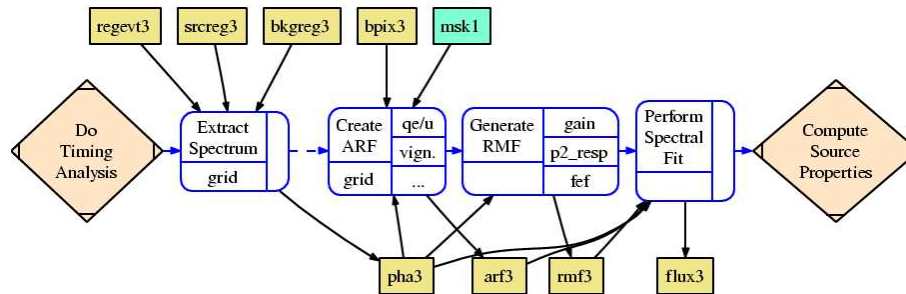 regevt3
srcreg3
bkgreg3
bpix3
msk1
Do
Timing
Analysis
Extract
Spectrum
grid
Create
ARF
grid
qe/u
vign.
...
Generate
RMF
gain
p2_resp
fef
Perform
Spectral
Fit
Compute
Source
Properties
pha3
arf3
rmf3
flux3